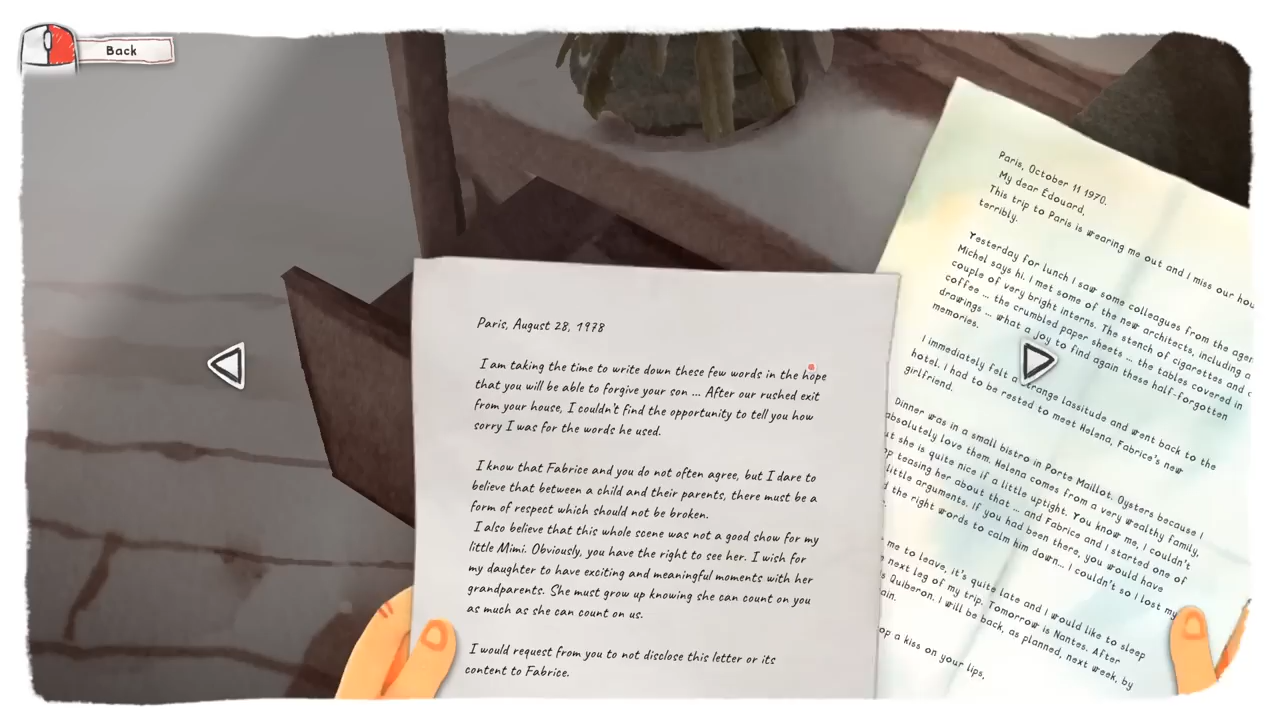 Back
Paris, August 28, 1978
I am taking the time to write down these few words in the hope
that you will be able to forgive your son ... After our rushed exit
from your house, I couldn't find the opportunity to tell you how
sorry I was for the words he used.
I know that Fabrice and you do not often agree, but I dare to
believe that between a child and their parents, there must be a
form of respect which should not be broken.
I also believe that this whole scene was not a good show for my
little Mimi. Obviously, you have the right to see her. I wish for
my daughter to have exciting and meaningful moments with her
grandparents. She must grow up knowing she can count on you
as much as she can count on us.
I would request from you to not disclose this letter or its
content to Fabrice.
Paris, October 11 1970.
My dear Édouard,
This trip to Paris is wearing me out and I miss our
terribly.
Yesterday for lunch I saw some colleagues from the
Michel says hi. I met some of the new architects, including a
couple of very bright interns. The stench of cigarettes and
coffee ... the crumbled paper sheets ... the tables covered in
drawings ... what a joy to find again these half-forgotten
memories.
I immediately felt a strange lassitude and went back to the
hotel. I had to be rested to meet Helena, Fabrice's new
girlfriend.
Dinner was in a small bistro in Porte Maillot. Oysters because I
absolutely love them. Helena comes from a very wealthy family,
but she is quite nice if a little uptight. You know me, I couldn't
teasing her about that ... and Fabrice and I started one of
little arguments. if you had been there, you would have
the right words to calm him down... I couldn't so I lost my
me to leave, it's quite late and I would like to sleep
next leg of my trip. Tomorrow is Nantes. After
Quiberon. I will be back, as planned, next week, by
a kiss on your lips,